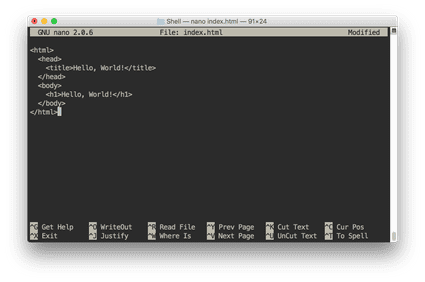 Shell — nano index.html — 91×24
GNU nano 2.0.6 File: index.html Modified
<html>
  <head>
    <title>Hello, World!</title>
  </head>
  <body>
    <h1>Hello, World!</h1>
  </body>
</html>
^G Get Help ^O WriteOut ^R Read File ^Y Prev Page ^K Cut Text ^C Cur Pos
^X Exit ^J Justify ^W Where Is ^V Next Page ^U UnCut Text ^T To Spell